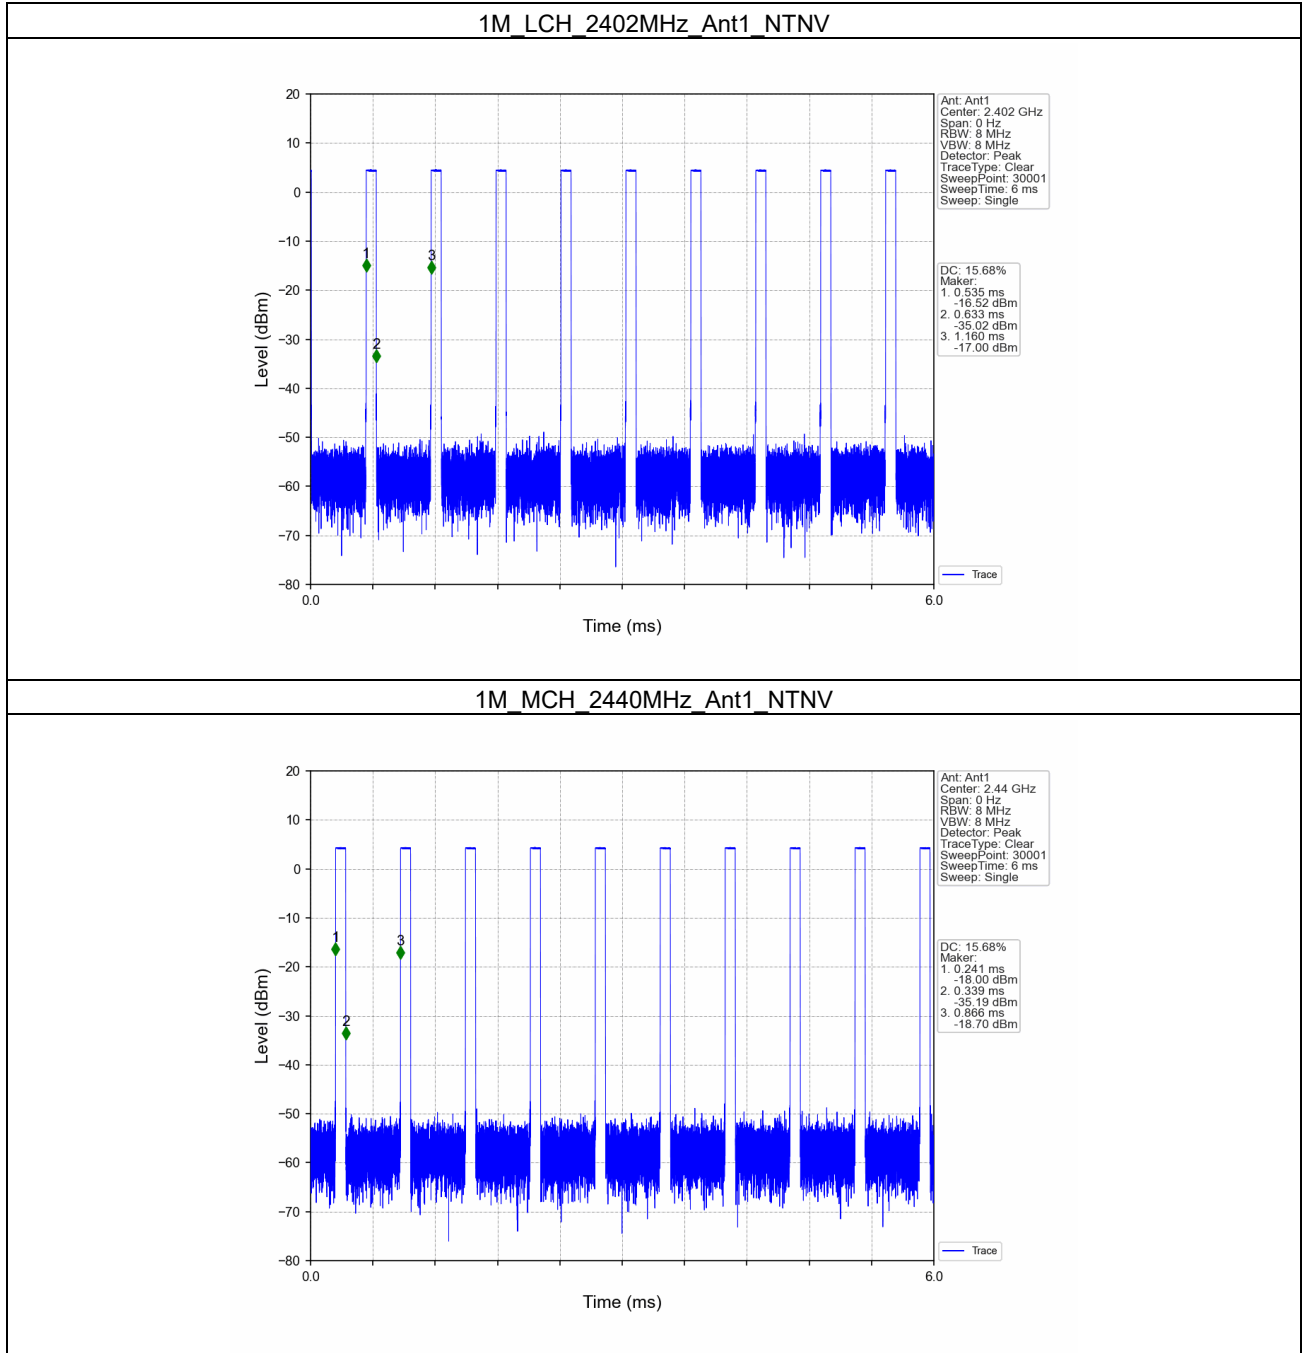 1M_LCH_2402MHz_Ant1_NTNV
20
10
0
−10
−20
−30
−40
−50
−60
−70
−80
Level (dBm)
1
2
3
0.0
6.0
Time (ms)
Ant: Ant1
Center: 2.402 GHz
Span: 0 Hz
RBW: 8 MHz
VBW: 8 MHz
Detector: Peak
TraceType: Clear
SweepPoint: 30001
SweepTime: 6 ms
Sweep: Single
DC: 15.68%
Maker:
1. 0.535 ms
-16.52 dBm
2. 0.633 ms
-35.02 dBm
3. 1.160 ms
-17.00 dBm
Trace
1M_MCH_2440MHz_Ant1_NTNV
20
10
0
−10
−20
−30
−40
−50
−60
−70
−80
Level (dBm)
1
2
3
0.0
6.0
Time (ms)
Ant: Ant1
Center: 2.44 GHz
Span: 0 Hz
RBW: 8 MHz
VBW: 8 MHz
Detector: Peak
TraceType: Clear
SweepPoint: 30001
SweepTime: 6 ms
Sweep: Single
DC: 15.68%
Maker:
1. 0.241 ms
-18.00 dBm
2. 0.339 ms
-35.19 dBm
3. 0.866 ms
-18.70 dBm
Trace